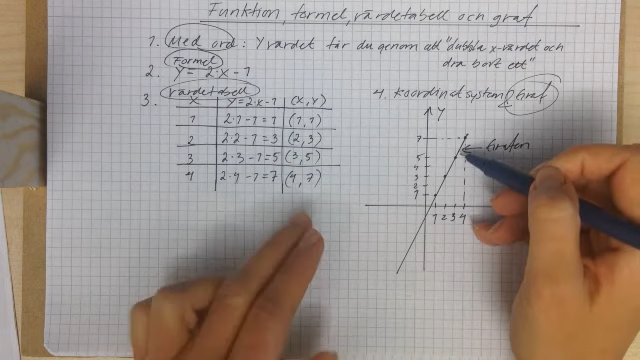 Funktion, formel, värdetabell och graf
1. Med ord: Y värdet får du genom att "dubbla x-värdet och
dra bort ett"
2. Formel
Y = 2·x-1
3. Värdetabell
X Y=2·x-1 (X,Y)
1 2·1-1=1 (1,1)
2 2·2-1=3 (2,3)
3 2·3-1=5 (3,5)
4 2·4-1=7 (4,7)
4. Koordinatsystem/Graf
Y
7
5
4
3
2
1
Grafen
1 2 3 4